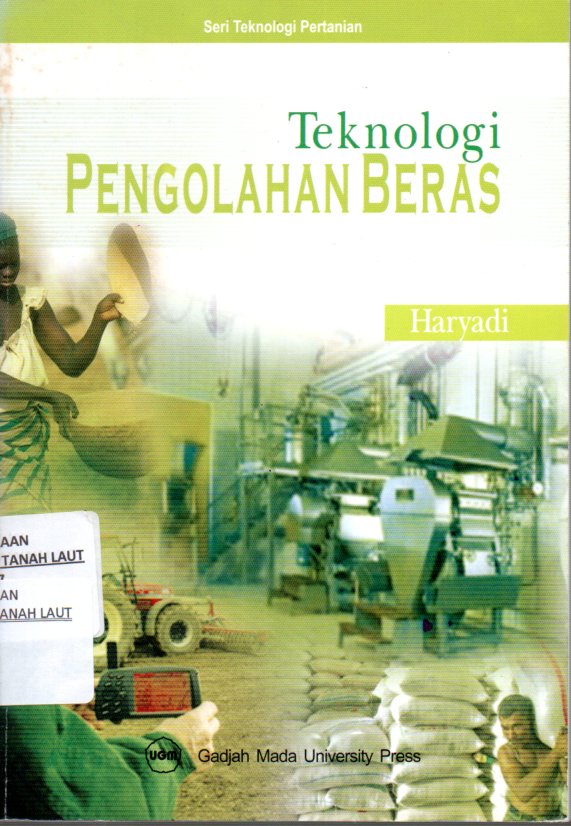 Seri Teknologi Pertanian
Teknologi
PENGOLAHAN BERAS
Haryadi
AAN
TANAH LAUT
AN
ANAH LAUT
UGM
Gadjah Mada University Press